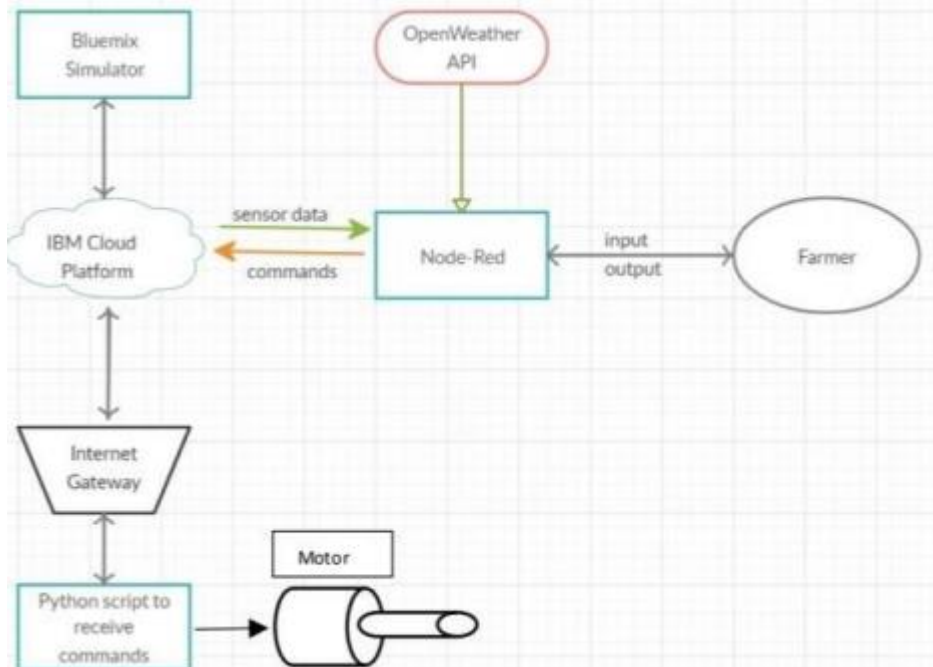 Bluemix
Simulator
OpenWeather
API
sensor data
IBM Cloud
Platform
commands
Node-Red
input
output
Farmer
Internet
Gateway
Motor
Python script to
receive
commands